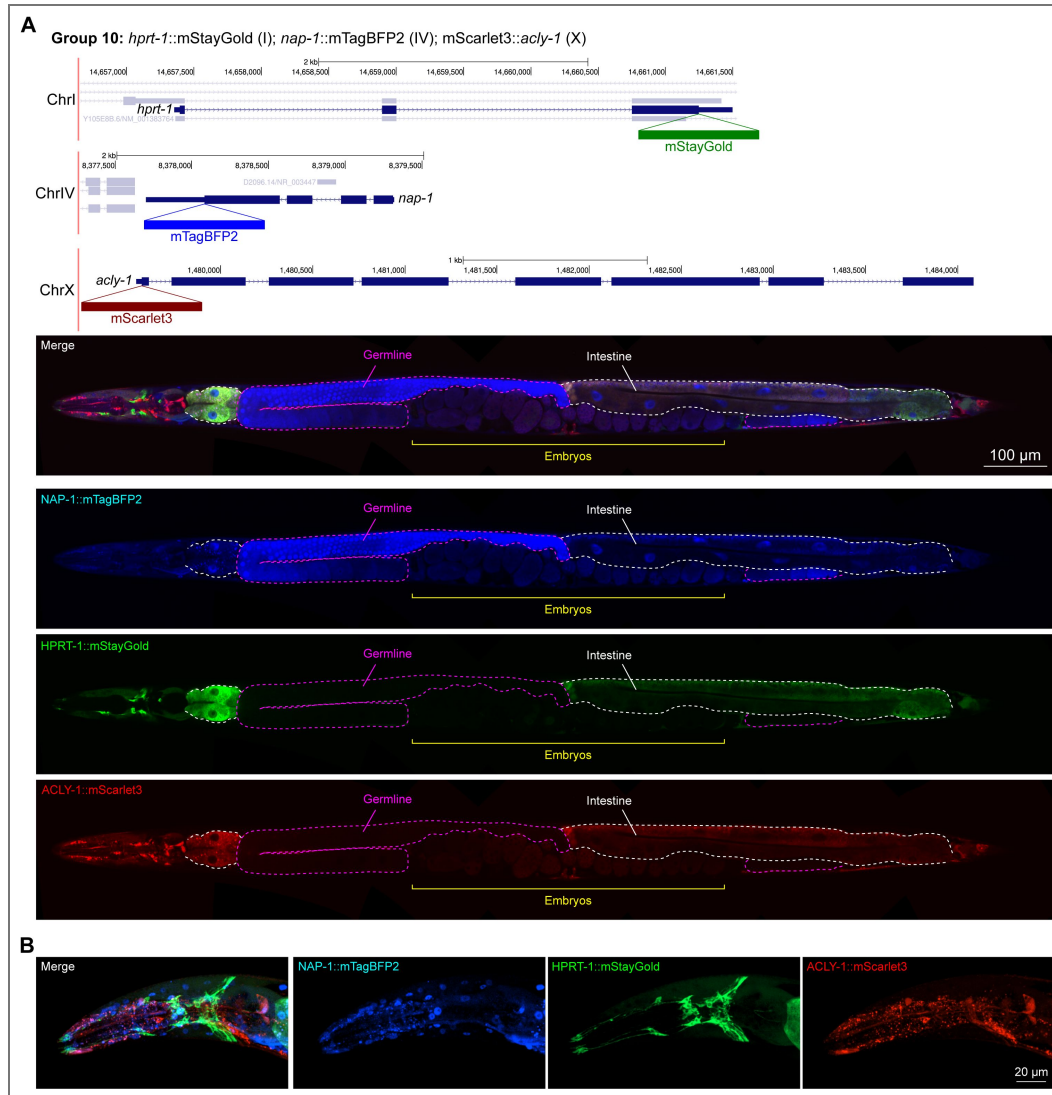 A
Group 10: hprt-1::mStayGold (I); nap-1::mTagBFP2 (IV); mScarlet3::acly-1 (X)
2 kb
14,657,000 14,657,500 14,658,000 14,658,500 14,659,000 14,659,500 14,660,000 14,660,500 14,661,000 14,661,500
ChrI
hprt-1
mStayGold
2 kb
8,377,500 8,378,000 8,378,500 8,379,000 8,379,500
D2096.14/NR_003447
ChrIV
nap-1
mTagBFP2
1 kb
1,480,000 1,480,500 1,481,000 1,481,500 1,482,000 1,482,500 1,483,000 1,483,500 1,484,000
acly-1
ChrX
mScarlet3
Merge
Germline
Intestine
Embryos
100 µm
NAP-1::mTagBFP2
Germline
Intestine
Embryos
HPRT-1::mStayGold
Germline
Intestine
Embryos
ACLY-1::mScarlet3
Germline
Intestine
Embryos
B
Merge
NAP-1::mTagBFP2
HPRT-1::mStayGold
ACLY-1::mScarlet3
20 µm